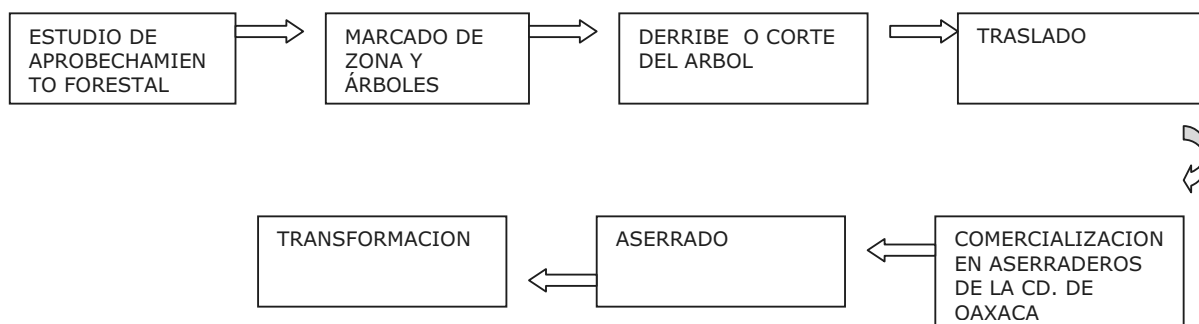 ESTUDIO DE
APROBECHAMIEN
TO FORESTAL
MARCADO DE
ZONA Y
ÁRBOLES
DERRIBE O CORTE
DEL ARBOL
TRASLADO
COMERCIALIZACION
EN ASERRADEROS
DE LA CD. DE
OAXACA
ASERRADO
TRANSFORMACION